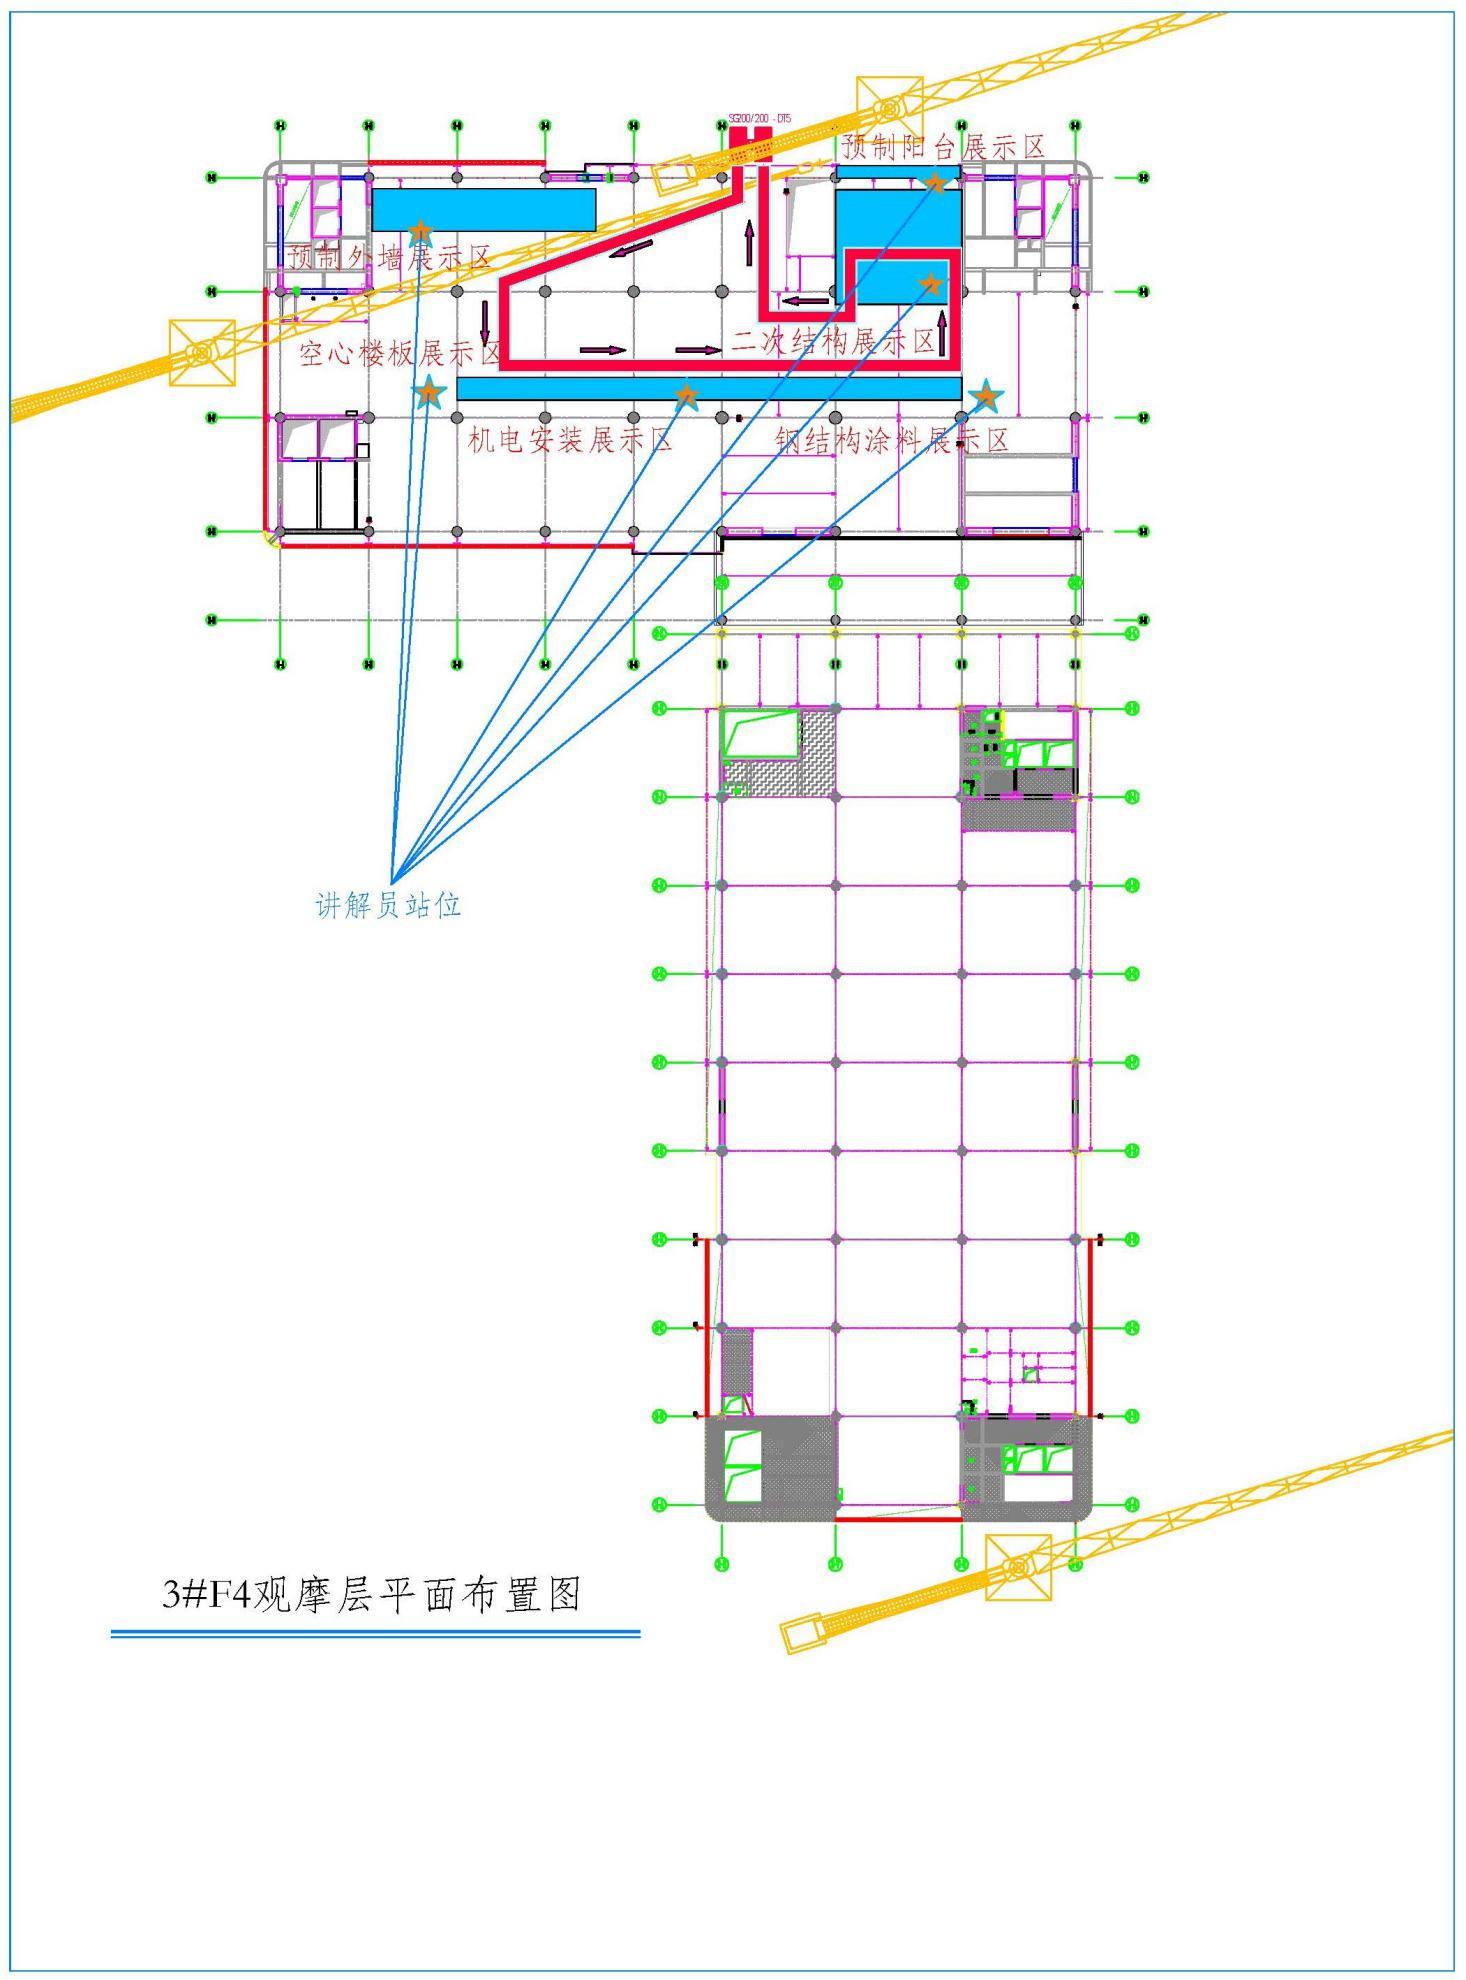 SG200/200 - DT5
预制阳台展示区
预制外墙展示区
空心楼板展示区
二次结构展示区
机电安装展示区
钢结构涂料展示区
讲解员站位
3#F4观摩层平面布置图